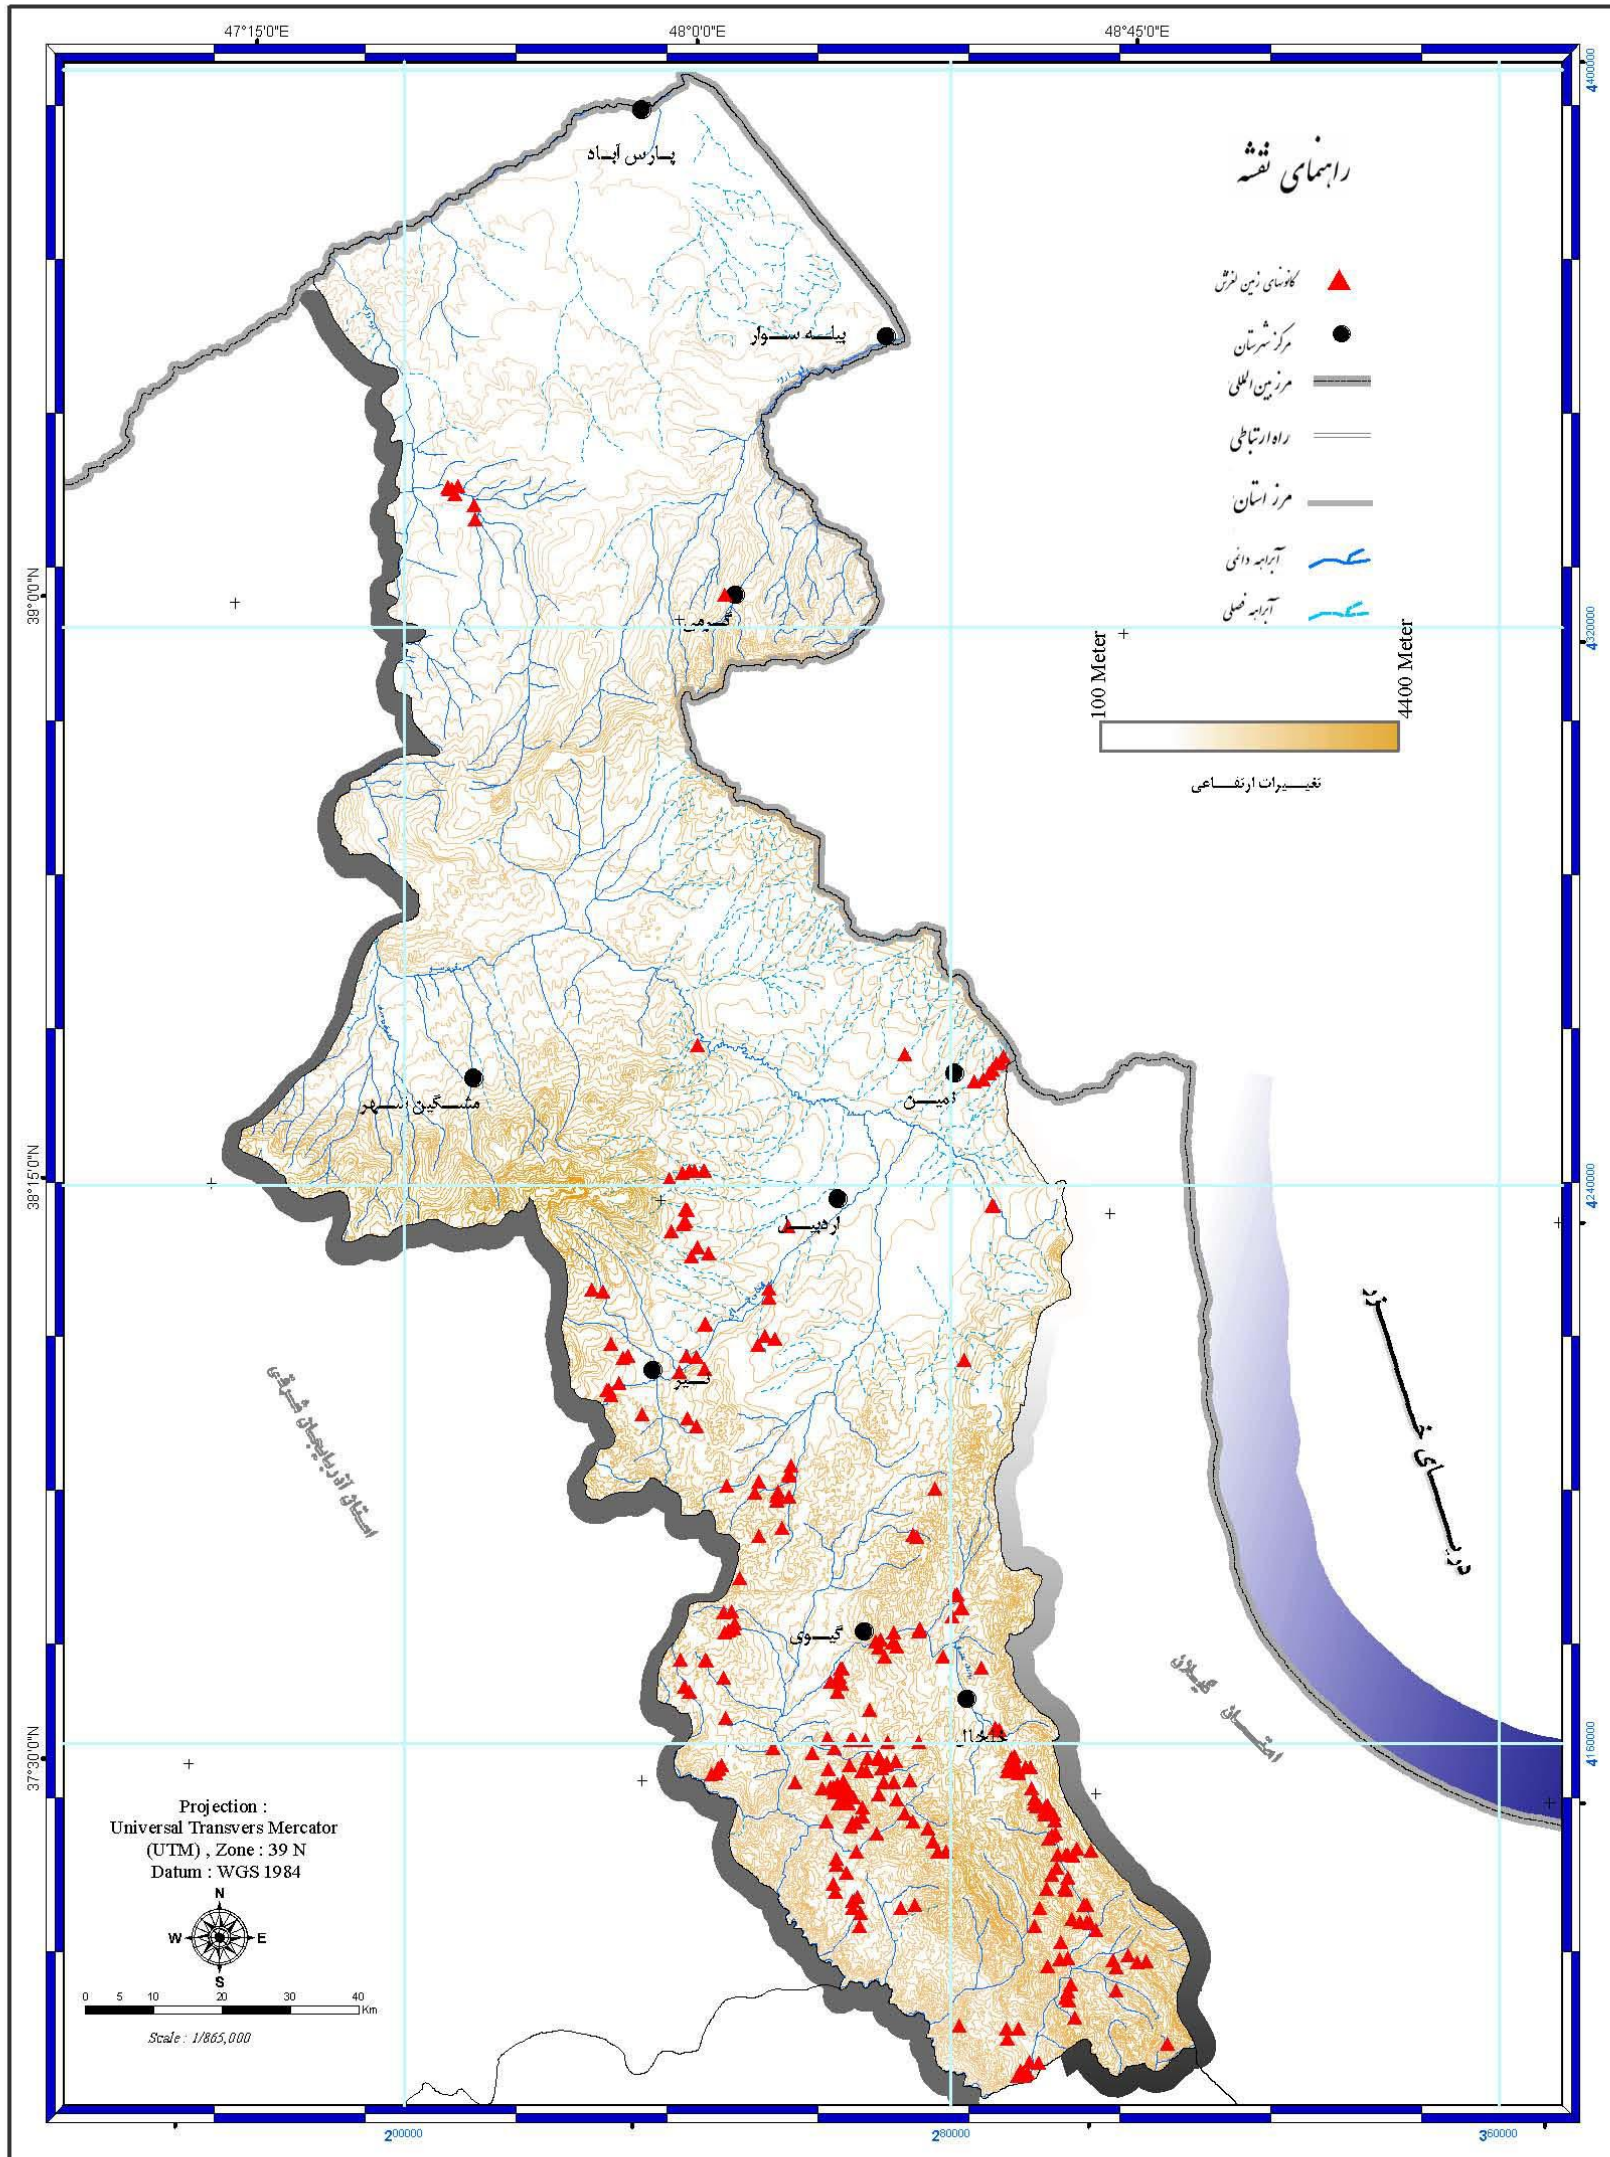 47°15'0"E
48°0'0"E
48°45'0"E
4400000
راهنمای نقشه
کانونهای زمین لغزش
مرکز شهرستان
مرز بین المللی
راه ارتباطی
مرز استان
آبراهه دائمی
آبراهه فصلی
100 Meter
4400 Meter
تغییرات ارتفاعی
پارس آباد
بیله سوار
گرمی
39°0'0"N
4320000
مشگین شهر
نمین
اردبیل
38°15'0"N
4240000
نیر
استان آذربایجان شرقی
دریای خزر
گیوی
خلخال
استان گیلان
37°30'0"N
4160000
Projection :
Universal Transvers Mercator
(UTM) , Zone : 39 N
Datum : WGS 1984
N
W
E
S
0 5 10 20 30 40
Km
Scale : 1/865,000
200000
280000
360000